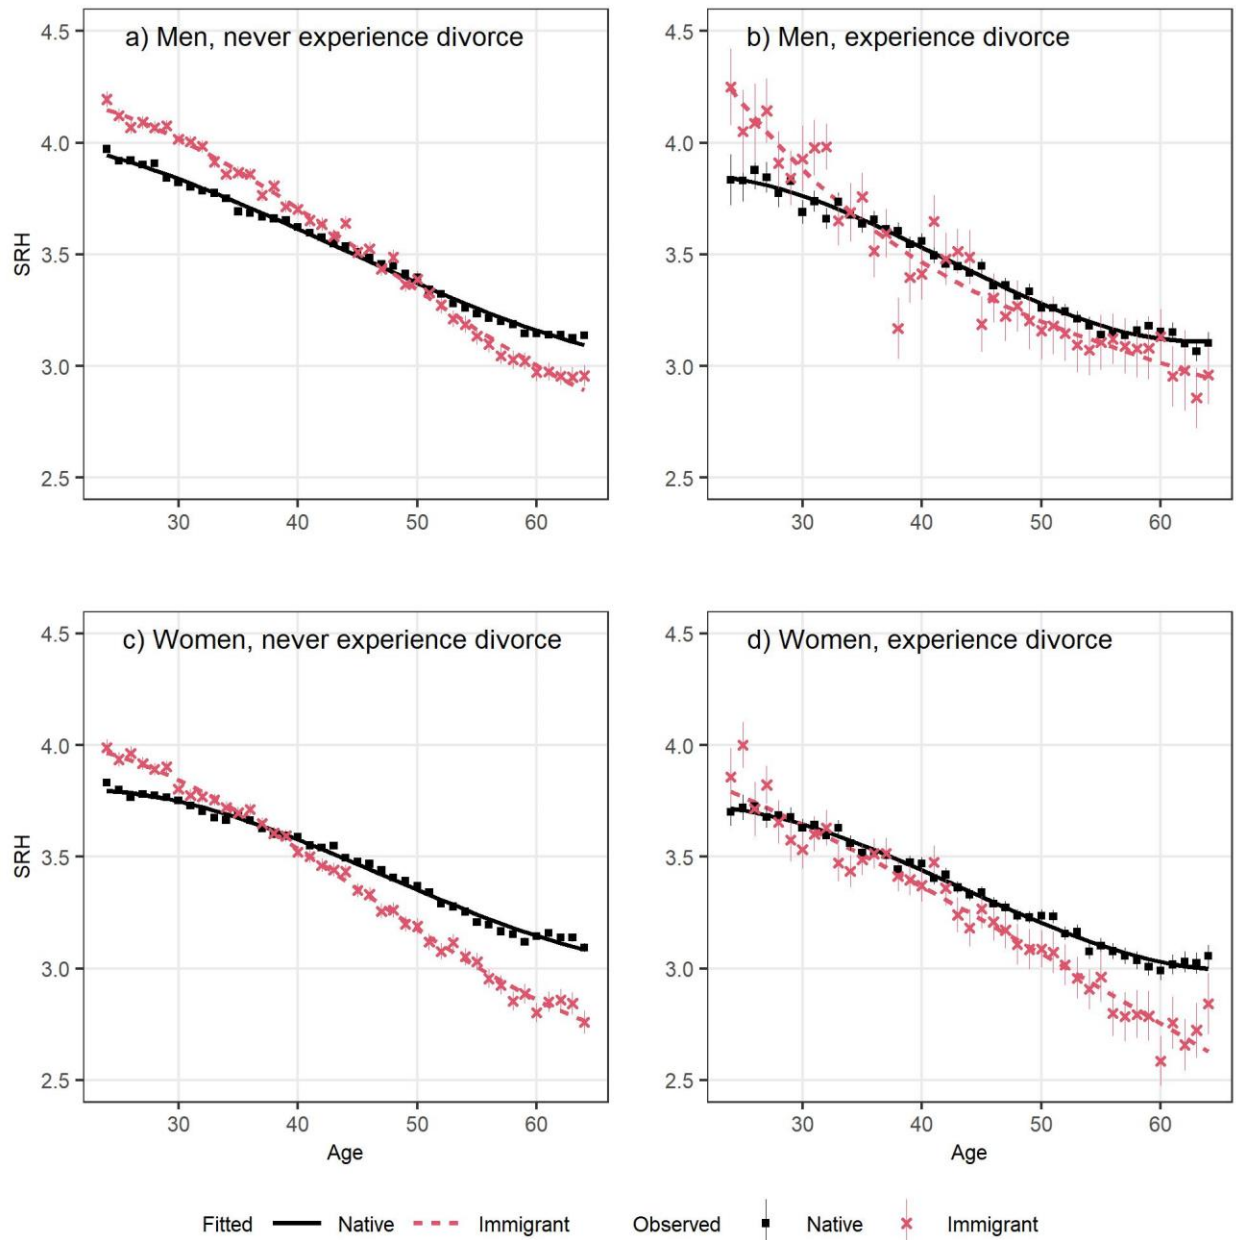 a) Men, never experience divorce
b) Men, experience divorce
4.5
4.0
3.5
3.0
2.5
SRH
30 40 50 60
4.5
4.0
3.5
3.0
2.5
30 40 50 60
c) Women, never experience divorce
d) Women, experience divorce
4.5
4.0
3.5
3.0
2.5
SRH
30 40 50 60
Age
4.5
4.0
3.5
3.0
2.5
30 40 50 60
Age
Fitted Native Immigrant Observed Native Immigrant